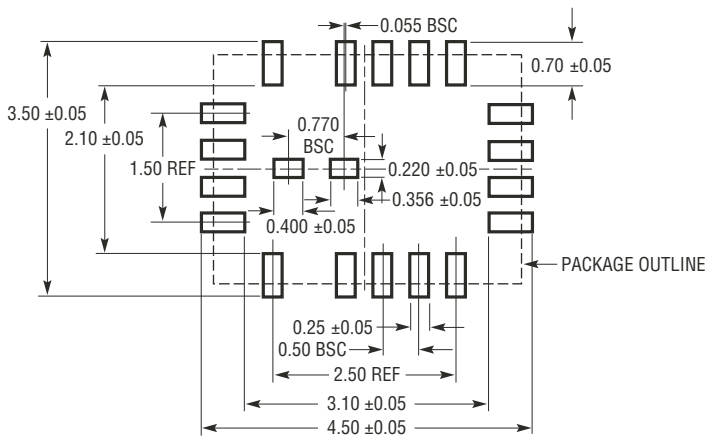 0.055 BSC
0.70 ±0.05
3.50 ±0.05
2.10 ±0.05
0.770
BSC
1.50 REF
0.220 ±0.05
0.356 ±0.05
0.400 ±0.05
PACKAGE OUTLINE
0.25 ±0.05
0.50 BSC
2.50 REF
3.10 ±0.05
4.50 ±0.05